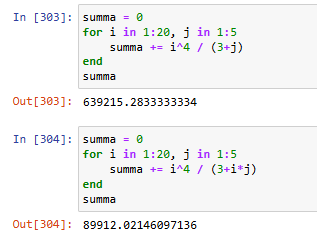 In [303]: summa = 0
for i in 1:20, j in 1:5
    summa += i^4 / (3+j)
end
summa
Out[303]: 639215.2833333334
In [304]: summa = 0
for i in 1:20, j in 1:5
    summa += i^4 / (3+i*j)
end
summa
Out[304]: 89912.02146097136